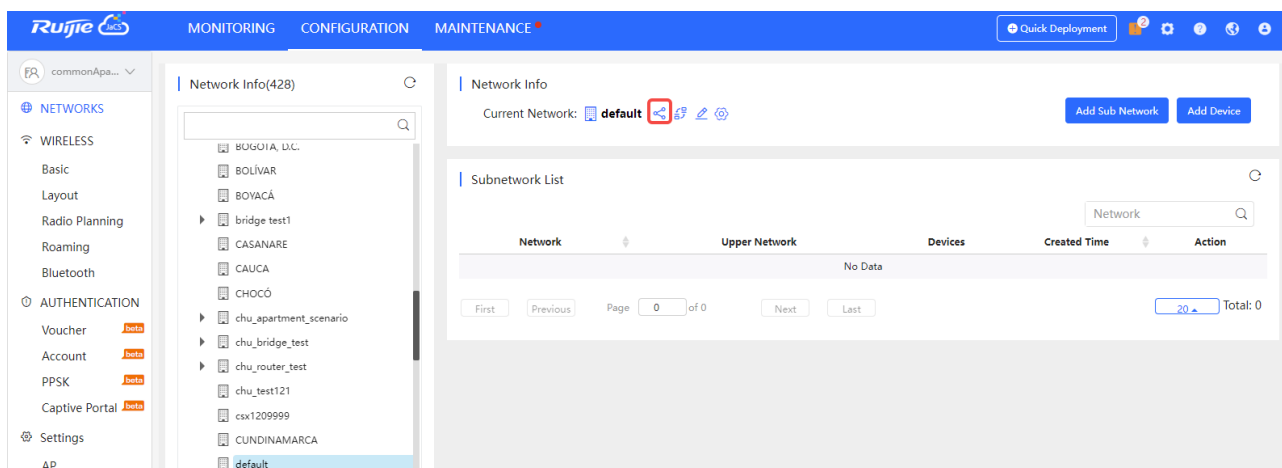 Ruijie JaCS
MONITORING CONFIGURATION MAINTENANCE
Quick Deployment 2
commonApa...
NETWORKS
WIRELESS
Basic
Layout
Radio Planning
Roaming
Bluetooth
AUTHENTICATION
Voucher beta
Account beta
PPSK beta
Captive Portal beta
Settings
AP
Network Info(428)
BOGOTÁ, D.C.
BOLÍVAR
BOYACÁ
bridge test1
CASANARE
CAUCA
CHOCÓ
chu_apartment_scenario
chu_bridge_test
chu_router_test
chu_test121
csx1209999
CUNDINAMARCA
default
Network Info
Current Network: default
Add Sub Network Add Device
Subnetwork List
Network
Network Upper Network Devices Created Time Action
No Data
First Previous Page 0 of 0 Next Last 20 Total: 0